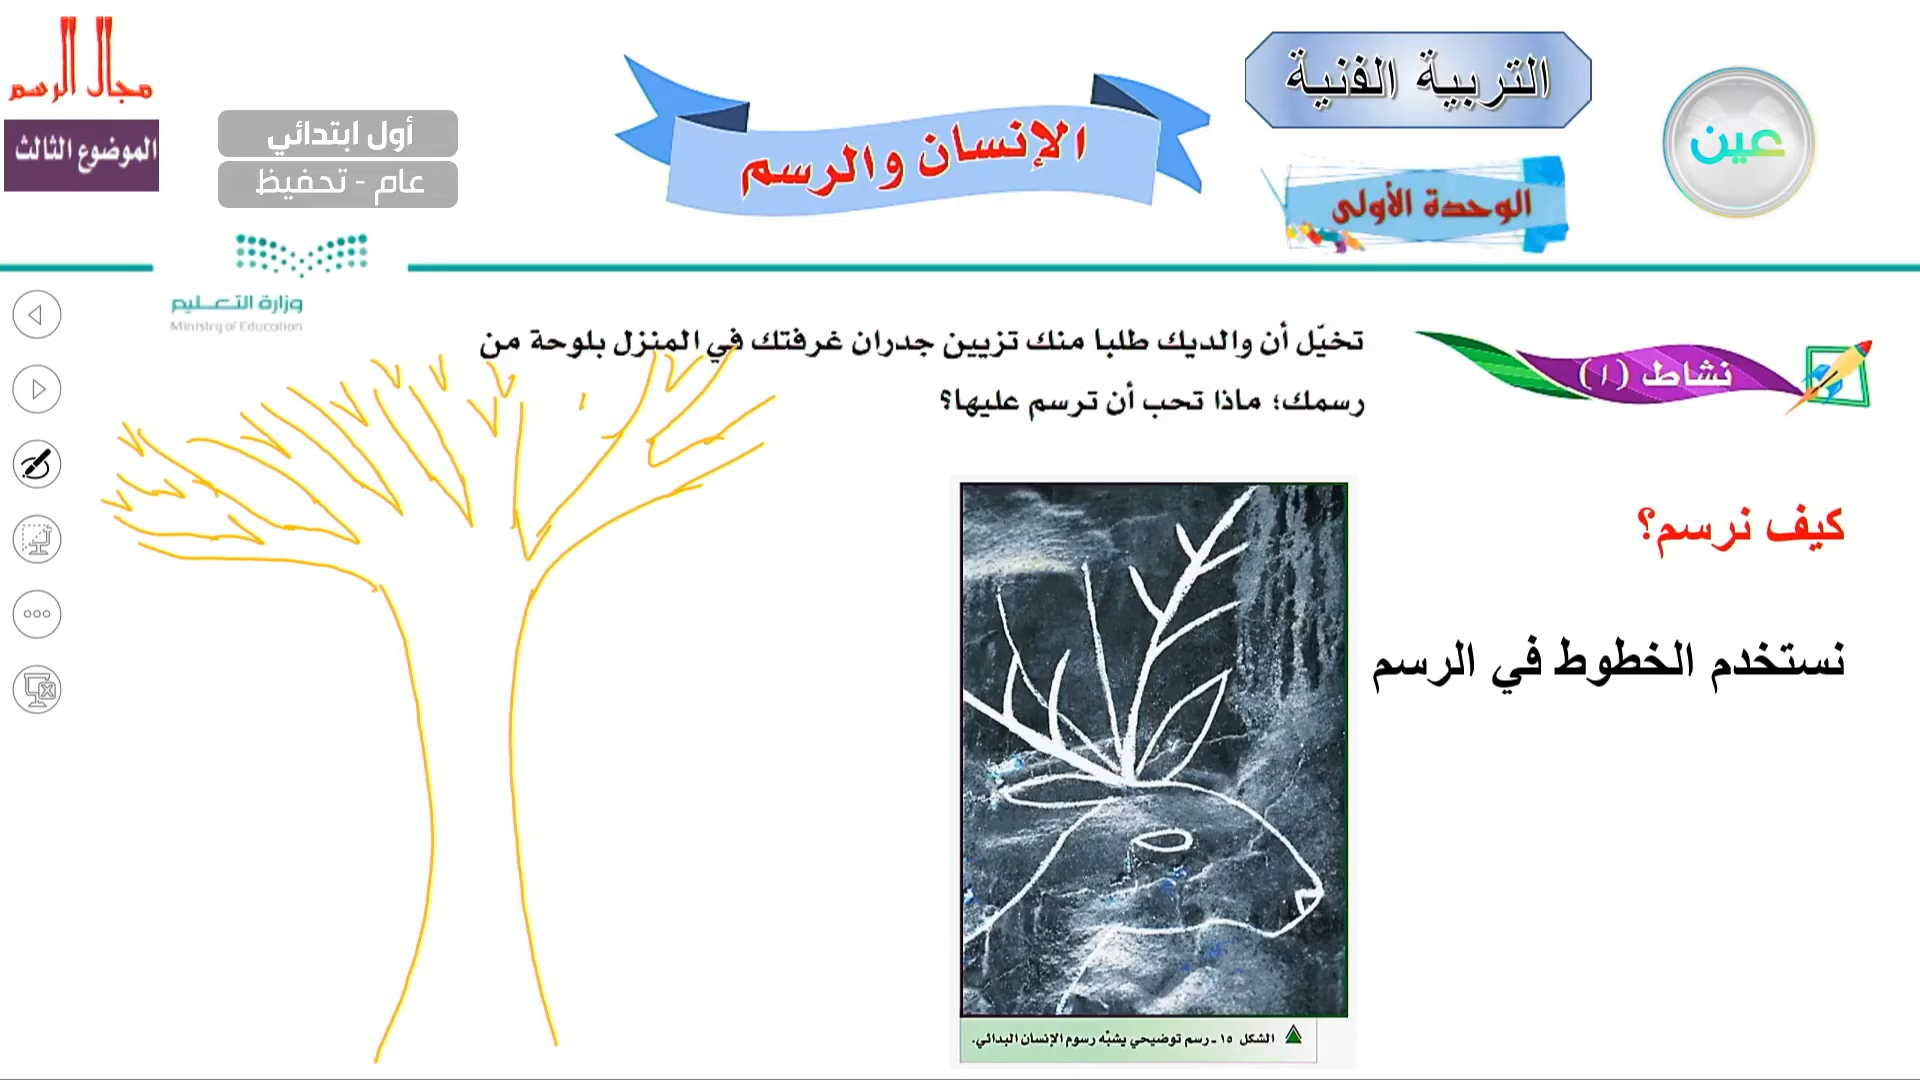 مجال الرسم
الموضوع الثالث
أول ابتدائي
عام - تحفيظ
الإنسان والرسم
التربية الفنية
الوحدة الأولى
عين
وزارة التعليم
Ministry of Education
نشاط (١)
تخيّل أن والديك طلبا منك تزيين جدران غرفتك في المنزل بلوحة من
رسمك؛ ماذا تحب أن ترسم عليها؟
كيف نرسم؟
نستخدم الخطوط في الرسم
الشكل ١٥ ـ رسم توضيحي يشبّه رسوم الإنسان البدائي.